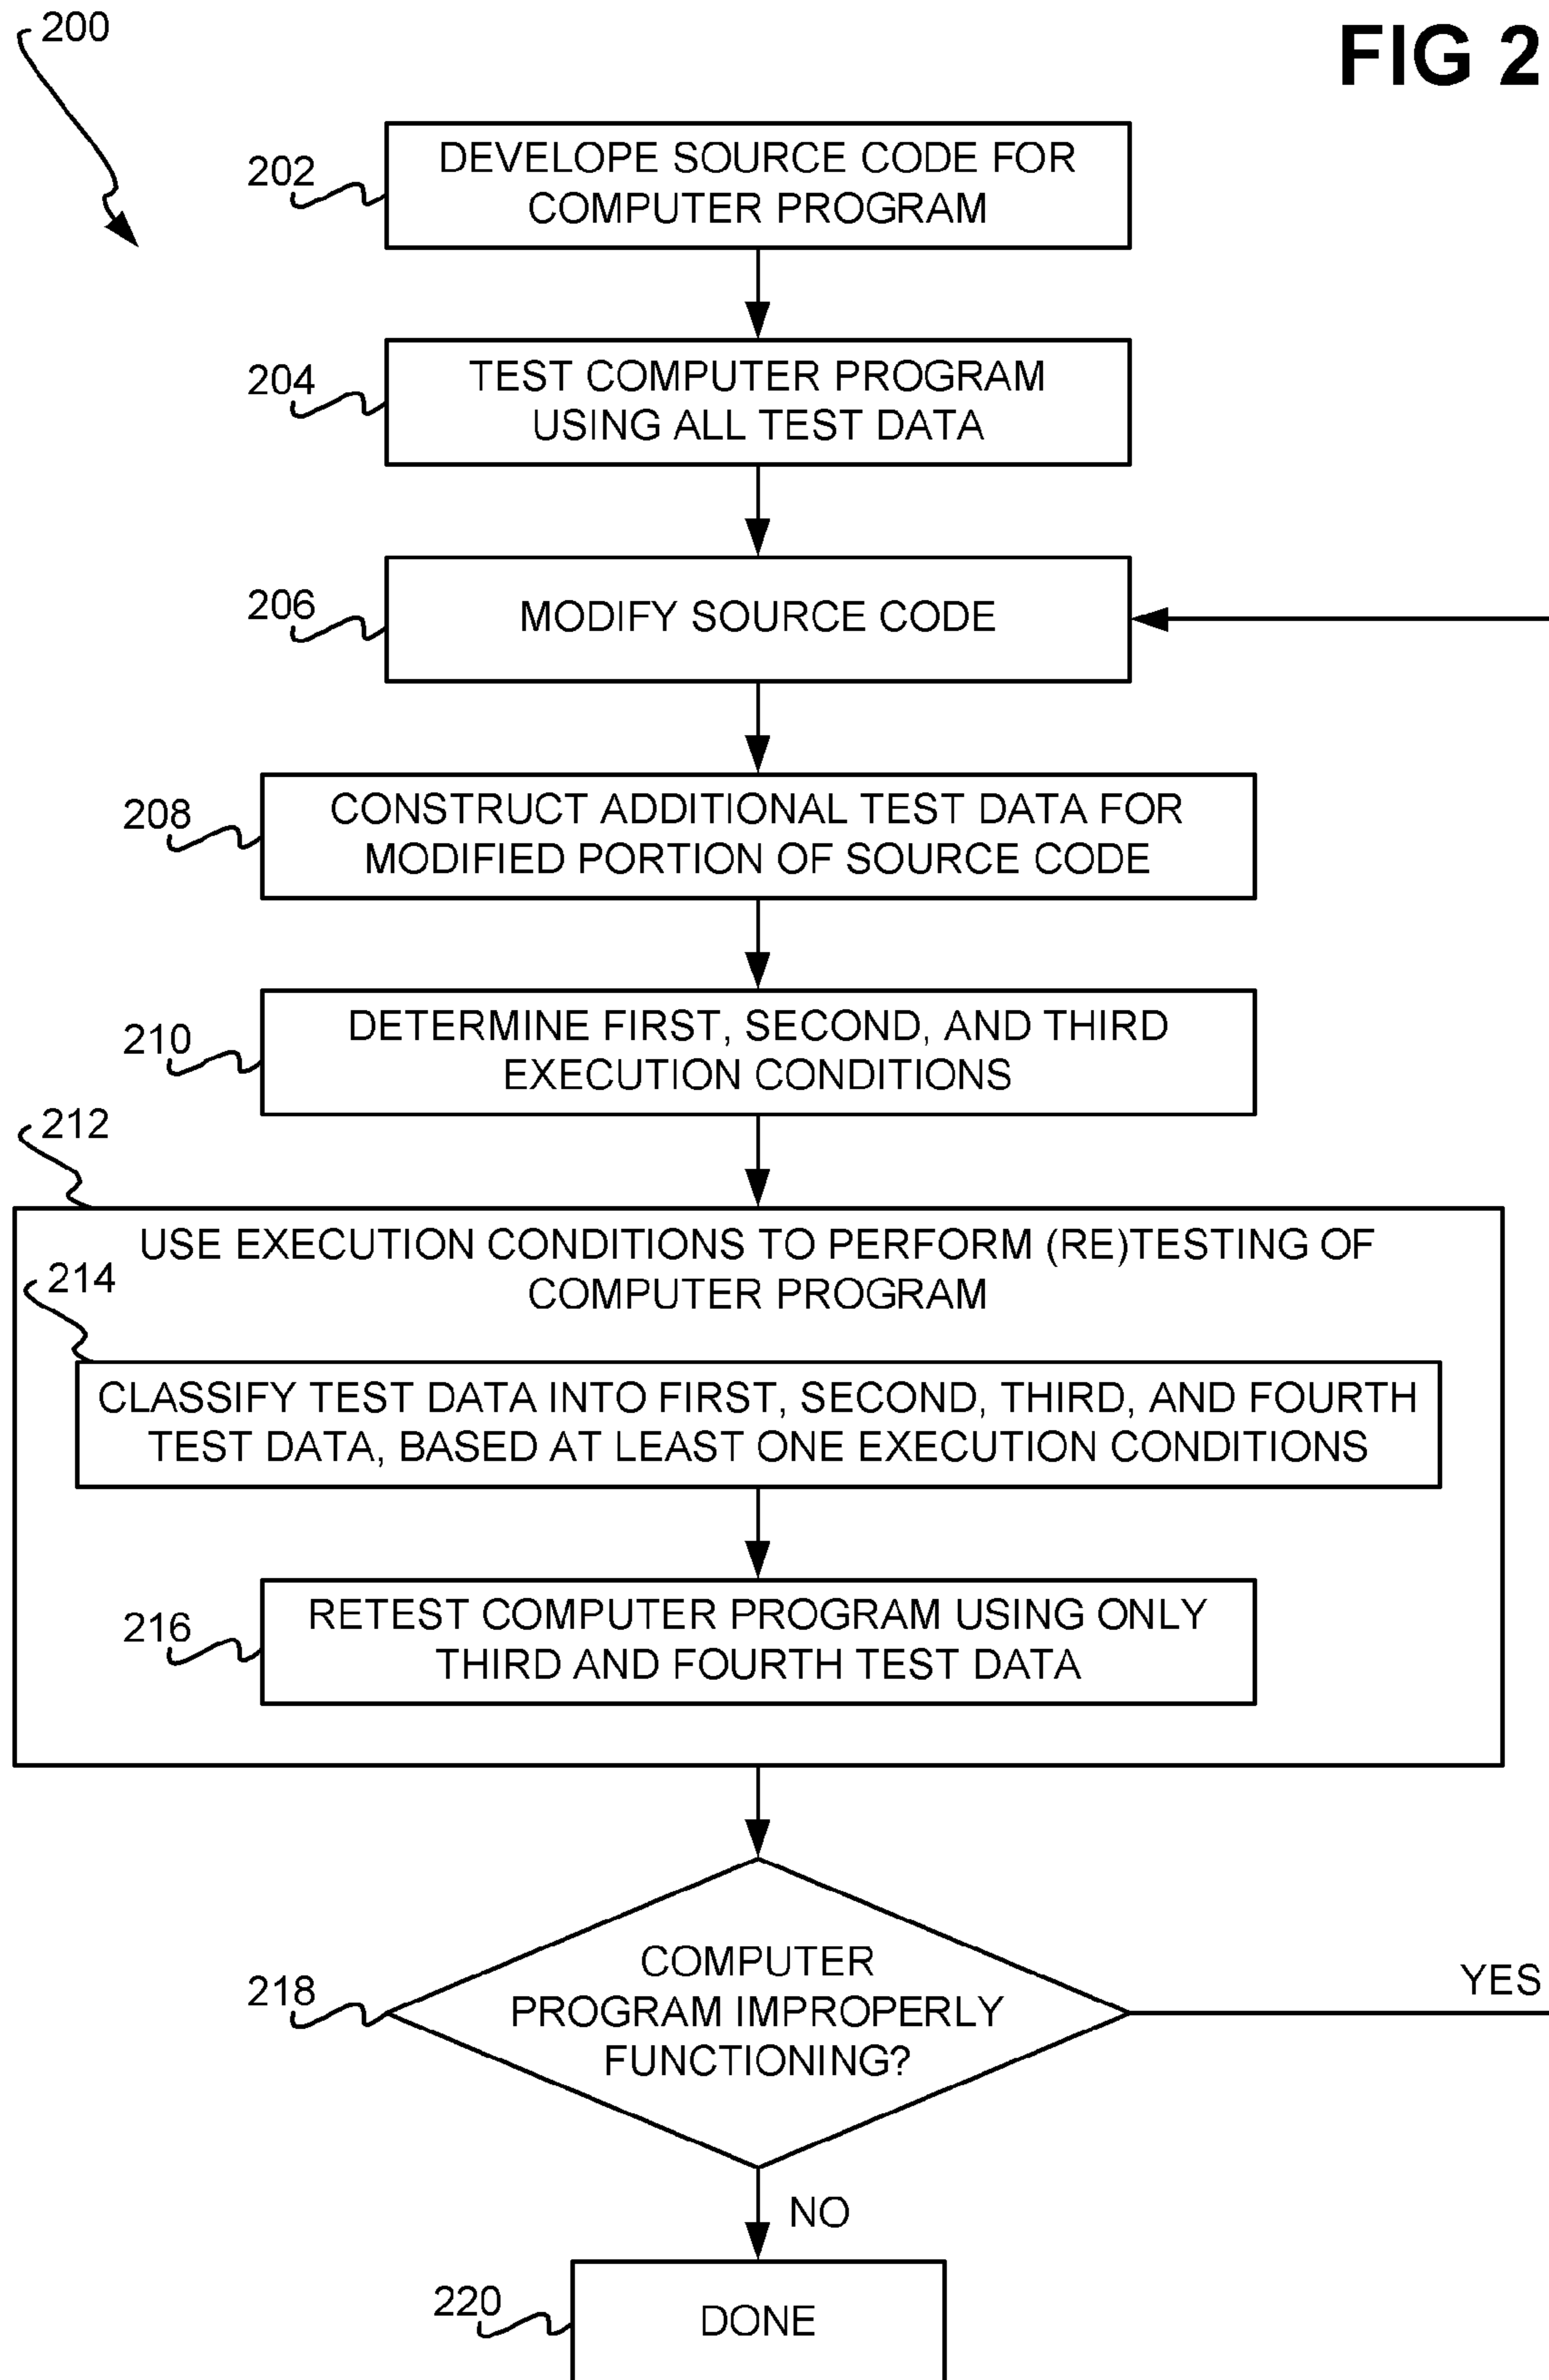 200
FIG 2
202
DEVELOPE SOURCE CODE FOR
COMPUTER PROGRAM
204
TEST COMPUTER PROGRAM
USING ALL TEST DATA
206
MODIFY SOURCE CODE
208
CONSTRUCT ADDITIONAL TEST DATA FOR
MODIFIED PORTION OF SOURCE CODE
210
DETERMINE FIRST, SECOND, AND THIRD
EXECUTION CONDITIONS
212
USE EXECUTION CONDITIONS TO PERFORM (RE)TESTING OF
COMPUTER PROGRAM
214
CLASSIFY TEST DATA INTO FIRST, SECOND, THIRD, AND FOURTH
TEST DATA, BASED AT LEAST ONE EXECUTION CONDITIONS
216
RETEST COMPUTER PROGRAM USING ONLY
THIRD AND FOURTH TEST DATA
218
COMPUTER
PROGRAM IMPROPERLY
FUNCTIONING?
YES
NO
220
DONE